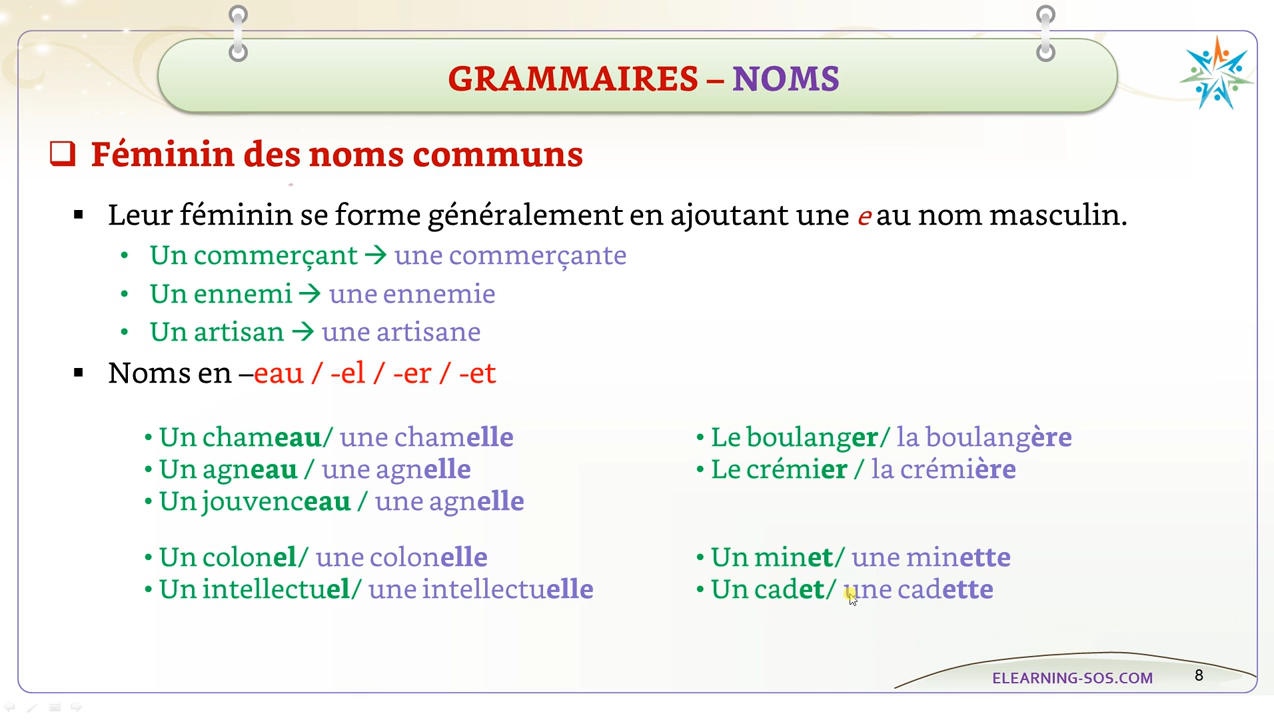 GRAMMAIRES – NOMS
❑ Féminin des noms communs
▪ Leur féminin se forme généralement en ajoutant une e au nom masculin.
• Un commerçant → une commerçante
• Un ennemi → une ennemie
• Un artisan → une artisane
▪ Noms en –eau / -el / -er / -et
• Un chameau/ une chamelle
• Un agneau / une agnelle
• Un jouvenceau / une agnelle
• Le boulanger/ la boulangère
• Le crémier / la crémière
• Un colonel/ une colonelle
• Un intellectuel/ une intellectuelle
• Un minet/ une minette
• Un cadet/ une cadette
ELEARNING-SOS.COM
8